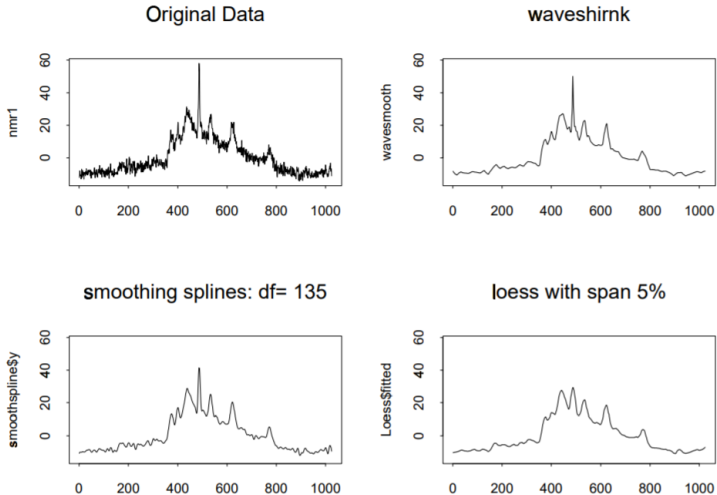 Original Data
nmr1
60
40
20
0
0 200 400 600 800 1000
waveshirnk
wavesmooth
60
40
20
0
0 200 400 600 800 1000
smoothing splines: df= 135
smoothspline$y
60
40
20
0
0 200 400 600 800 1000
loess with span 5%
Loess$fitted
60
40
20
0
0 200 400 600 800 1000